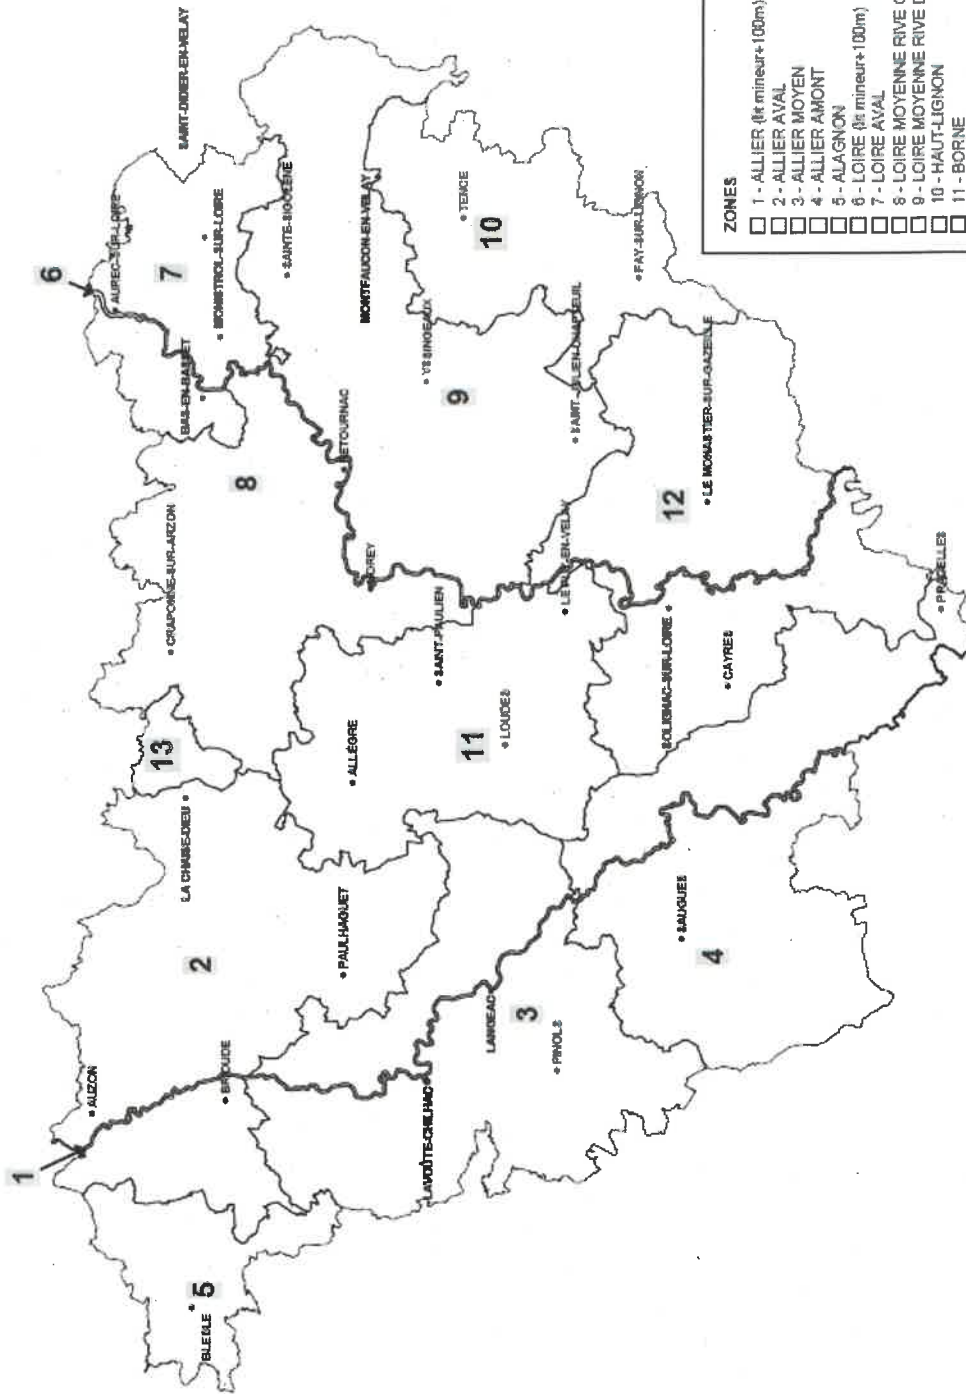 1
AUZON
5
BLESLE
BRIOUDE
2
LA CHAISE-DIEU
13
CRAPONNE-SUR-ARZON
8
BAS-EN-BASSET
6
AUREC-SUR-LOIRE
7
MONISTROL-SUR-LOIRE
SAINT-DIDIER-EN-VELAY
SAINTE-SIGOLÈNE
PAULHAGUET
ALLÈGRE
VOREY
RETOURNAC
MONTFAUCON-EN-VELAY
LAVOÛTE-CHILHAC
LANGEAC
3
PINOLS
11
LOUDES
SAINT-PAULIEN
9
YSSINGEAUX
10
TENCE
LE PUY-EN-VELAY
SAINT-JULIEN-CHAPTEUIL
FAY-SUR-LIGNON
4
SAUGUES
SOLIGNAC-SUR-LOIRE
CAYRES
12
LE MONASTIER-SUR-GAZEILLE
PRADELLES
ZONES
1 - ALLIER (lit mineur+100m)
2 - ALLIER AVAL
3 - ALLIER MOYEN
4 - ALLIER AMONT
5 - ALAGNON
6 - LOIRE (lit mineur+100m)
7 - LOIRE AVAL
8 - LOIRE MOYENNE RIVE
9 - LOIRE MOYENNE RIVE D
10 - HAUT-LIGNON
11 - BORNE